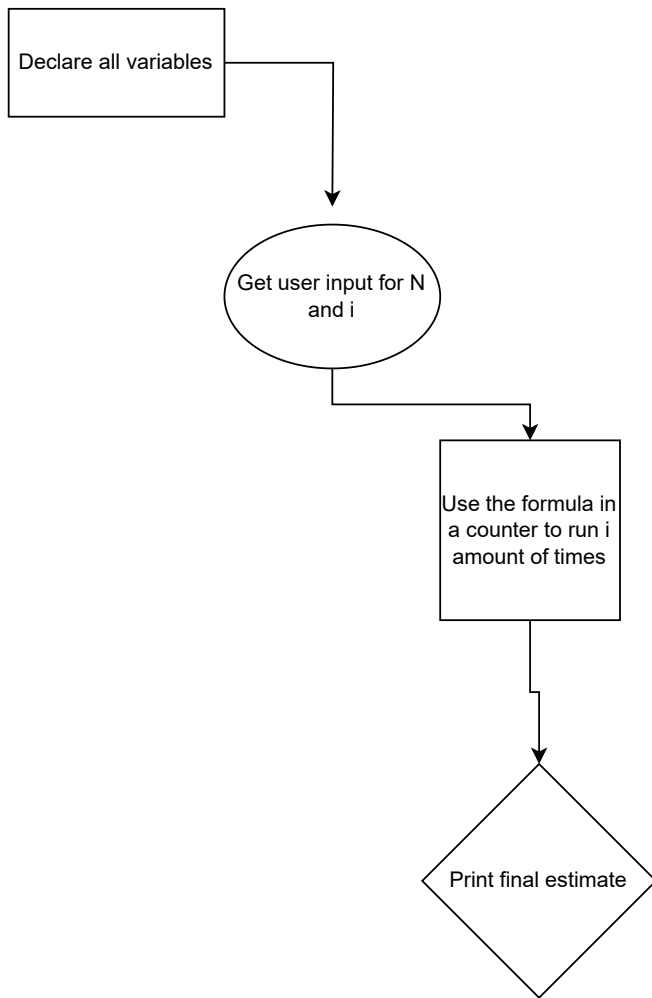 Declare all variables
Get user input for N
and i
Use the formula in
a counter to run i
amount of times
Print final estimate